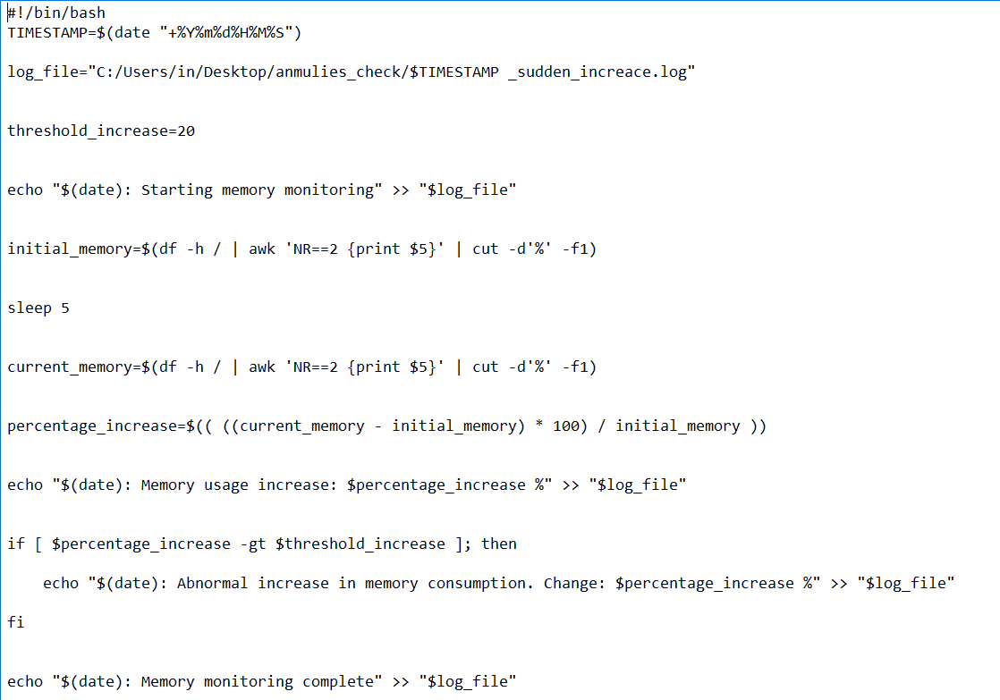 #!/bin/bash
TIMESTAMP=$(date "+%Y%m%d%H%M%S")
log_file="C:/Users/in/Desktop/anmulies_check/$TIMESTAMP _sudden_increace.log"
threshold_increase=20
echo "$(date): Starting memory monitoring" >> "$log_file"
initial_memory=$(df -h / | awk 'NR==2 {print $5}' | cut -d'%' -f1)
sleep 5
current_memory=$(df -h / | awk 'NR==2 {print $5}' | cut -d'%' -f1)
percentage_increase=$(( ((current_memory - initial_memory) * 100) / initial_memory ))
echo "$(date): Memory usage increase: $percentage_increase %" >> "$log_file"
if [ $percentage_increase -gt $threshold_increase ]; then
    echo "$(date): Abnormal increase in memory consumption. Change: $percentage_increase %" >> "$log_file"
fi
echo "$(date): Memory monitoring complete" >> "$log_file"